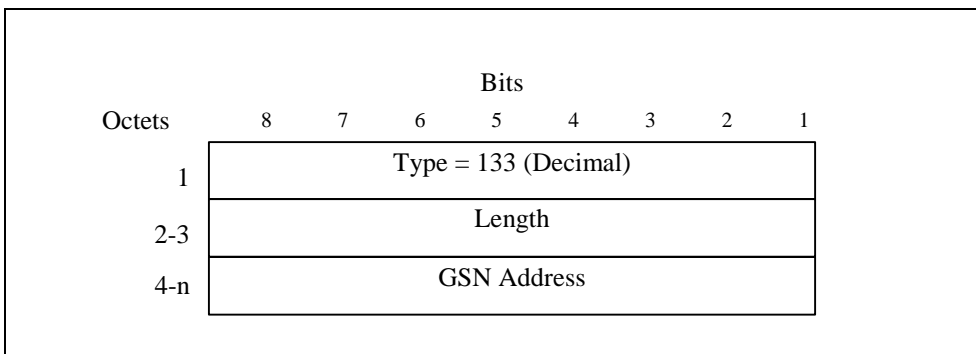 Bits
Octets 8 7 6 5 4 3 2 1
1 Type = 133 (Decimal)
2-3 Length
4-n GSN Address